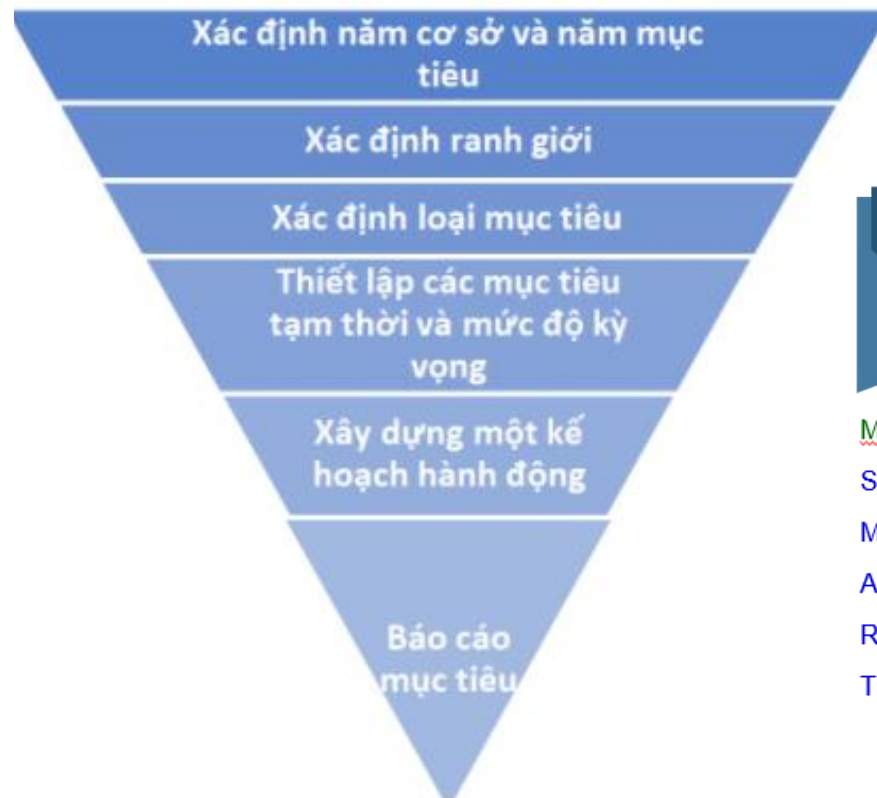 Xác định năm cơ sở và năm mục
tiêu
Xác định ranh giới
Xác định loại mục tiêu
Thiết lập các mục tiêu
tạm thời và mức độ kỳ
vọng
Xây dựng một kế
hoạch hành động
Báo cáo
mục tiêu
M
S
M
A
R
T